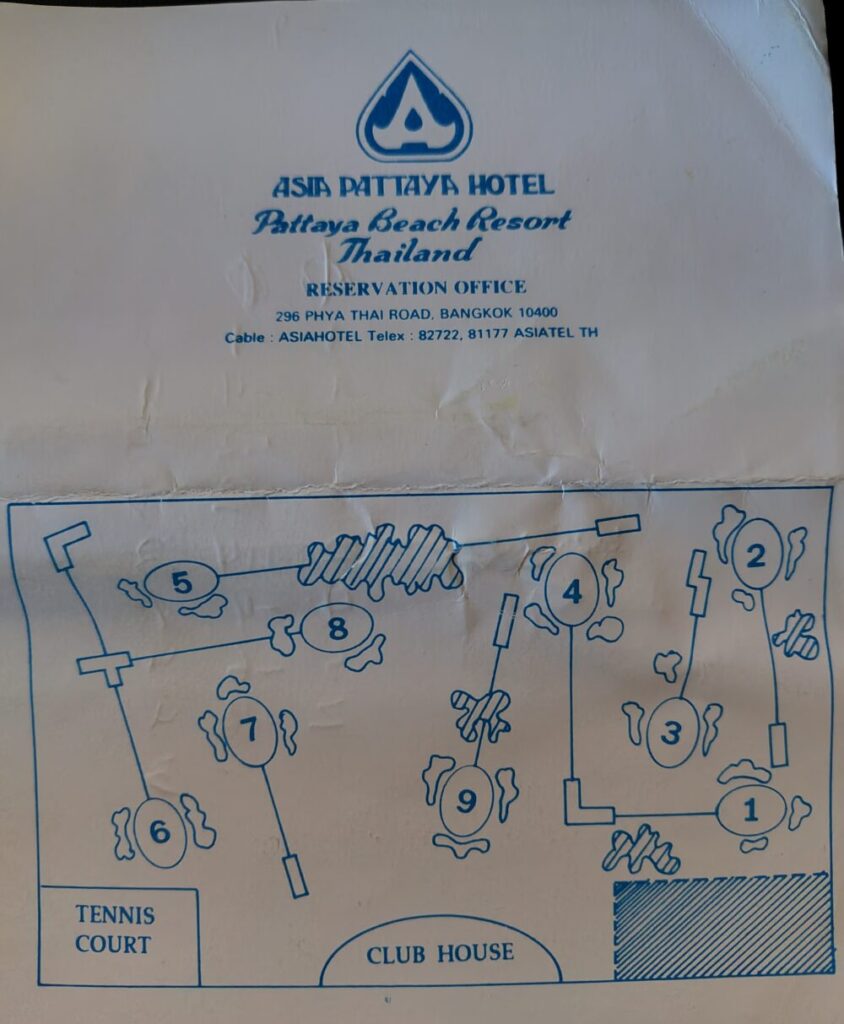 ASIA PATTAYA HOTEL
Pattaya Beach Resort
Thailand
RESERVATION OFFICE
296 PHYA THAI ROAD, BANGKOK 10400
Cable : ASIAHOTEL Telex : 82722, 81177 ASIATEL TH
2
5
4
8
7
3
9
1
6
TENNIS
COURT
CLUB HOUSE